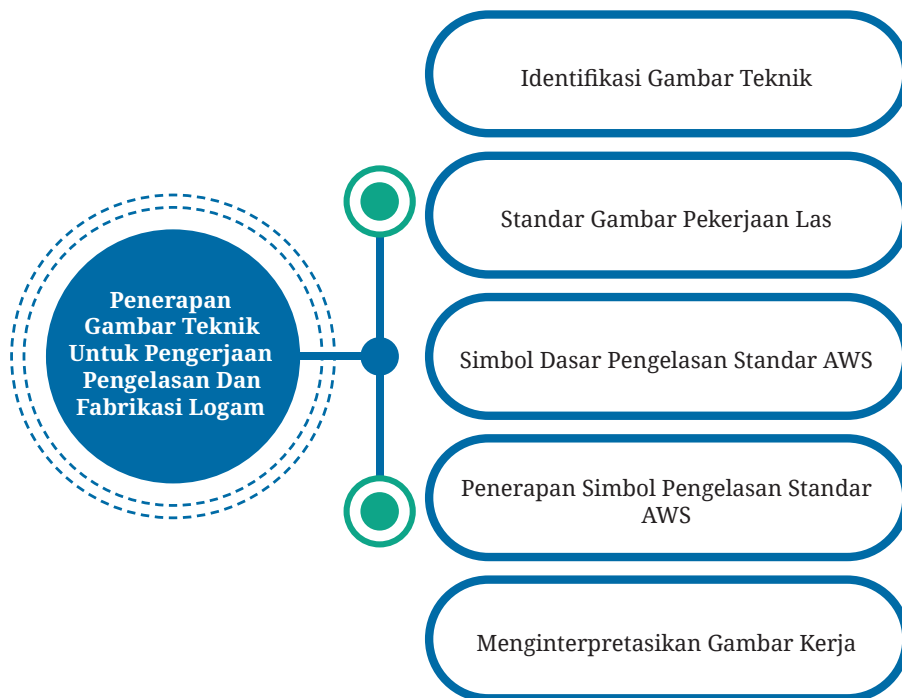 Penerapan
Gambar Teknik
Untuk Pengerjaan
Pengelasan Dan
Fabrikasi Logam
Identifikasi Gambar Teknik
Standar Gambar Pekerjaan Las
Simbol Dasar Pengelasan Standar AWS
Penerapan Simbol Pengelasan Standar
AWS
Menginterpretasikan Gambar Kerja